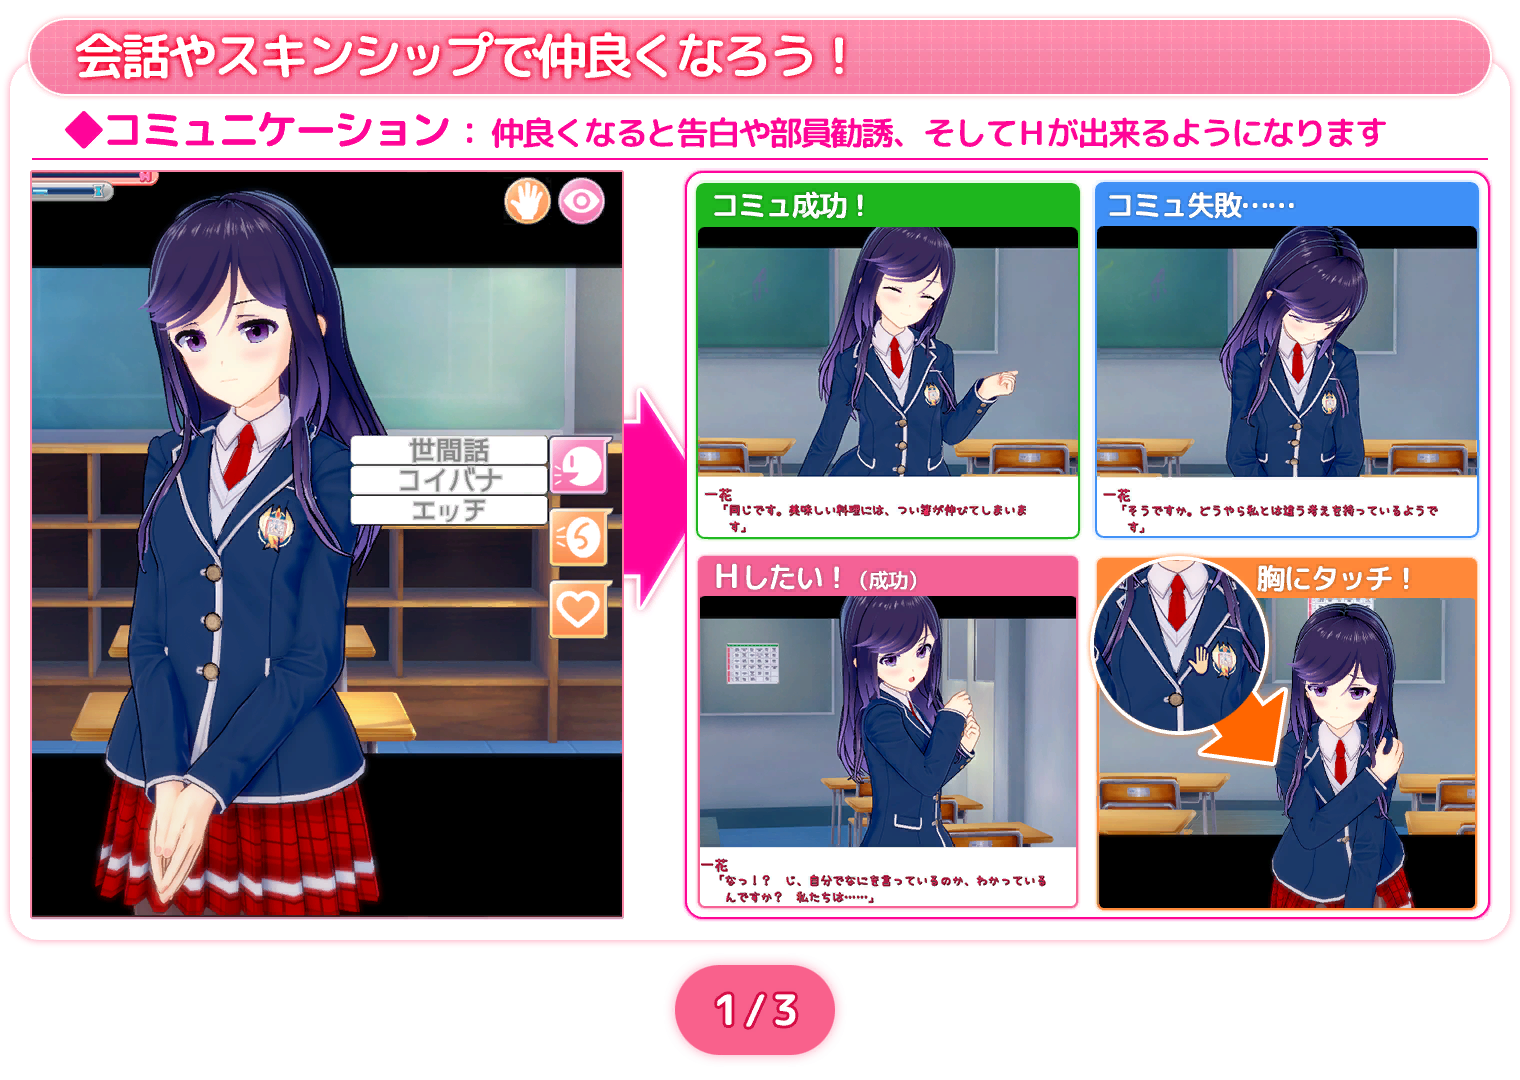 会話やスキンシップで仲良くなろう！
◆コミュニケーション：仲良くなると告白や部員勧誘、そしてHが出来るようになります
世間話
コイバナ
エッチ
コミュ成功！
一花
「同じです。美味しい料理には、つい箸が伸びてしまいま
す」
コミュ失敗……
一花
「そうですか。どうやら私とは違う考えを持っているようで
す」
Hしたい！（成功）
一花
「なっ！？　じ、自分でなにを言っているのか、わかっている
んですか？　私たちは……」
胸にタッチ！
1/3